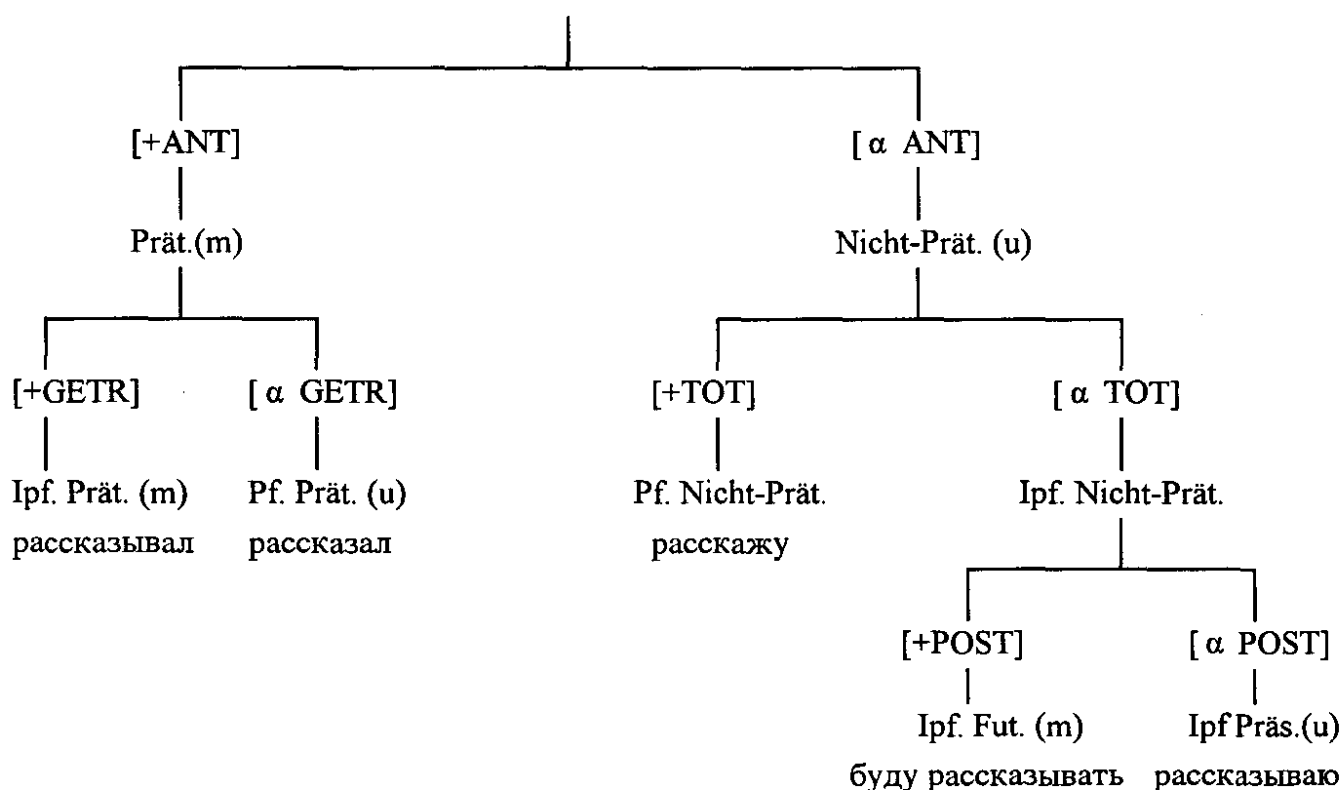 [+ANT] [ α ANT]
Prät.(m) Nicht-Prät. (u)
[+GETR] [ α GETR] [+TOT] [ α TOT]
Ipf. Prät. (m) Pf. Prät. (u) Pf. Nicht-Prät. Ipf. Nicht-Prät.
рассказывал рассказал расскажу
[+POST] [ α POST]
Ipf. Fut. (m) Ipf Präs.(u)
буду рассказывать рассказываю